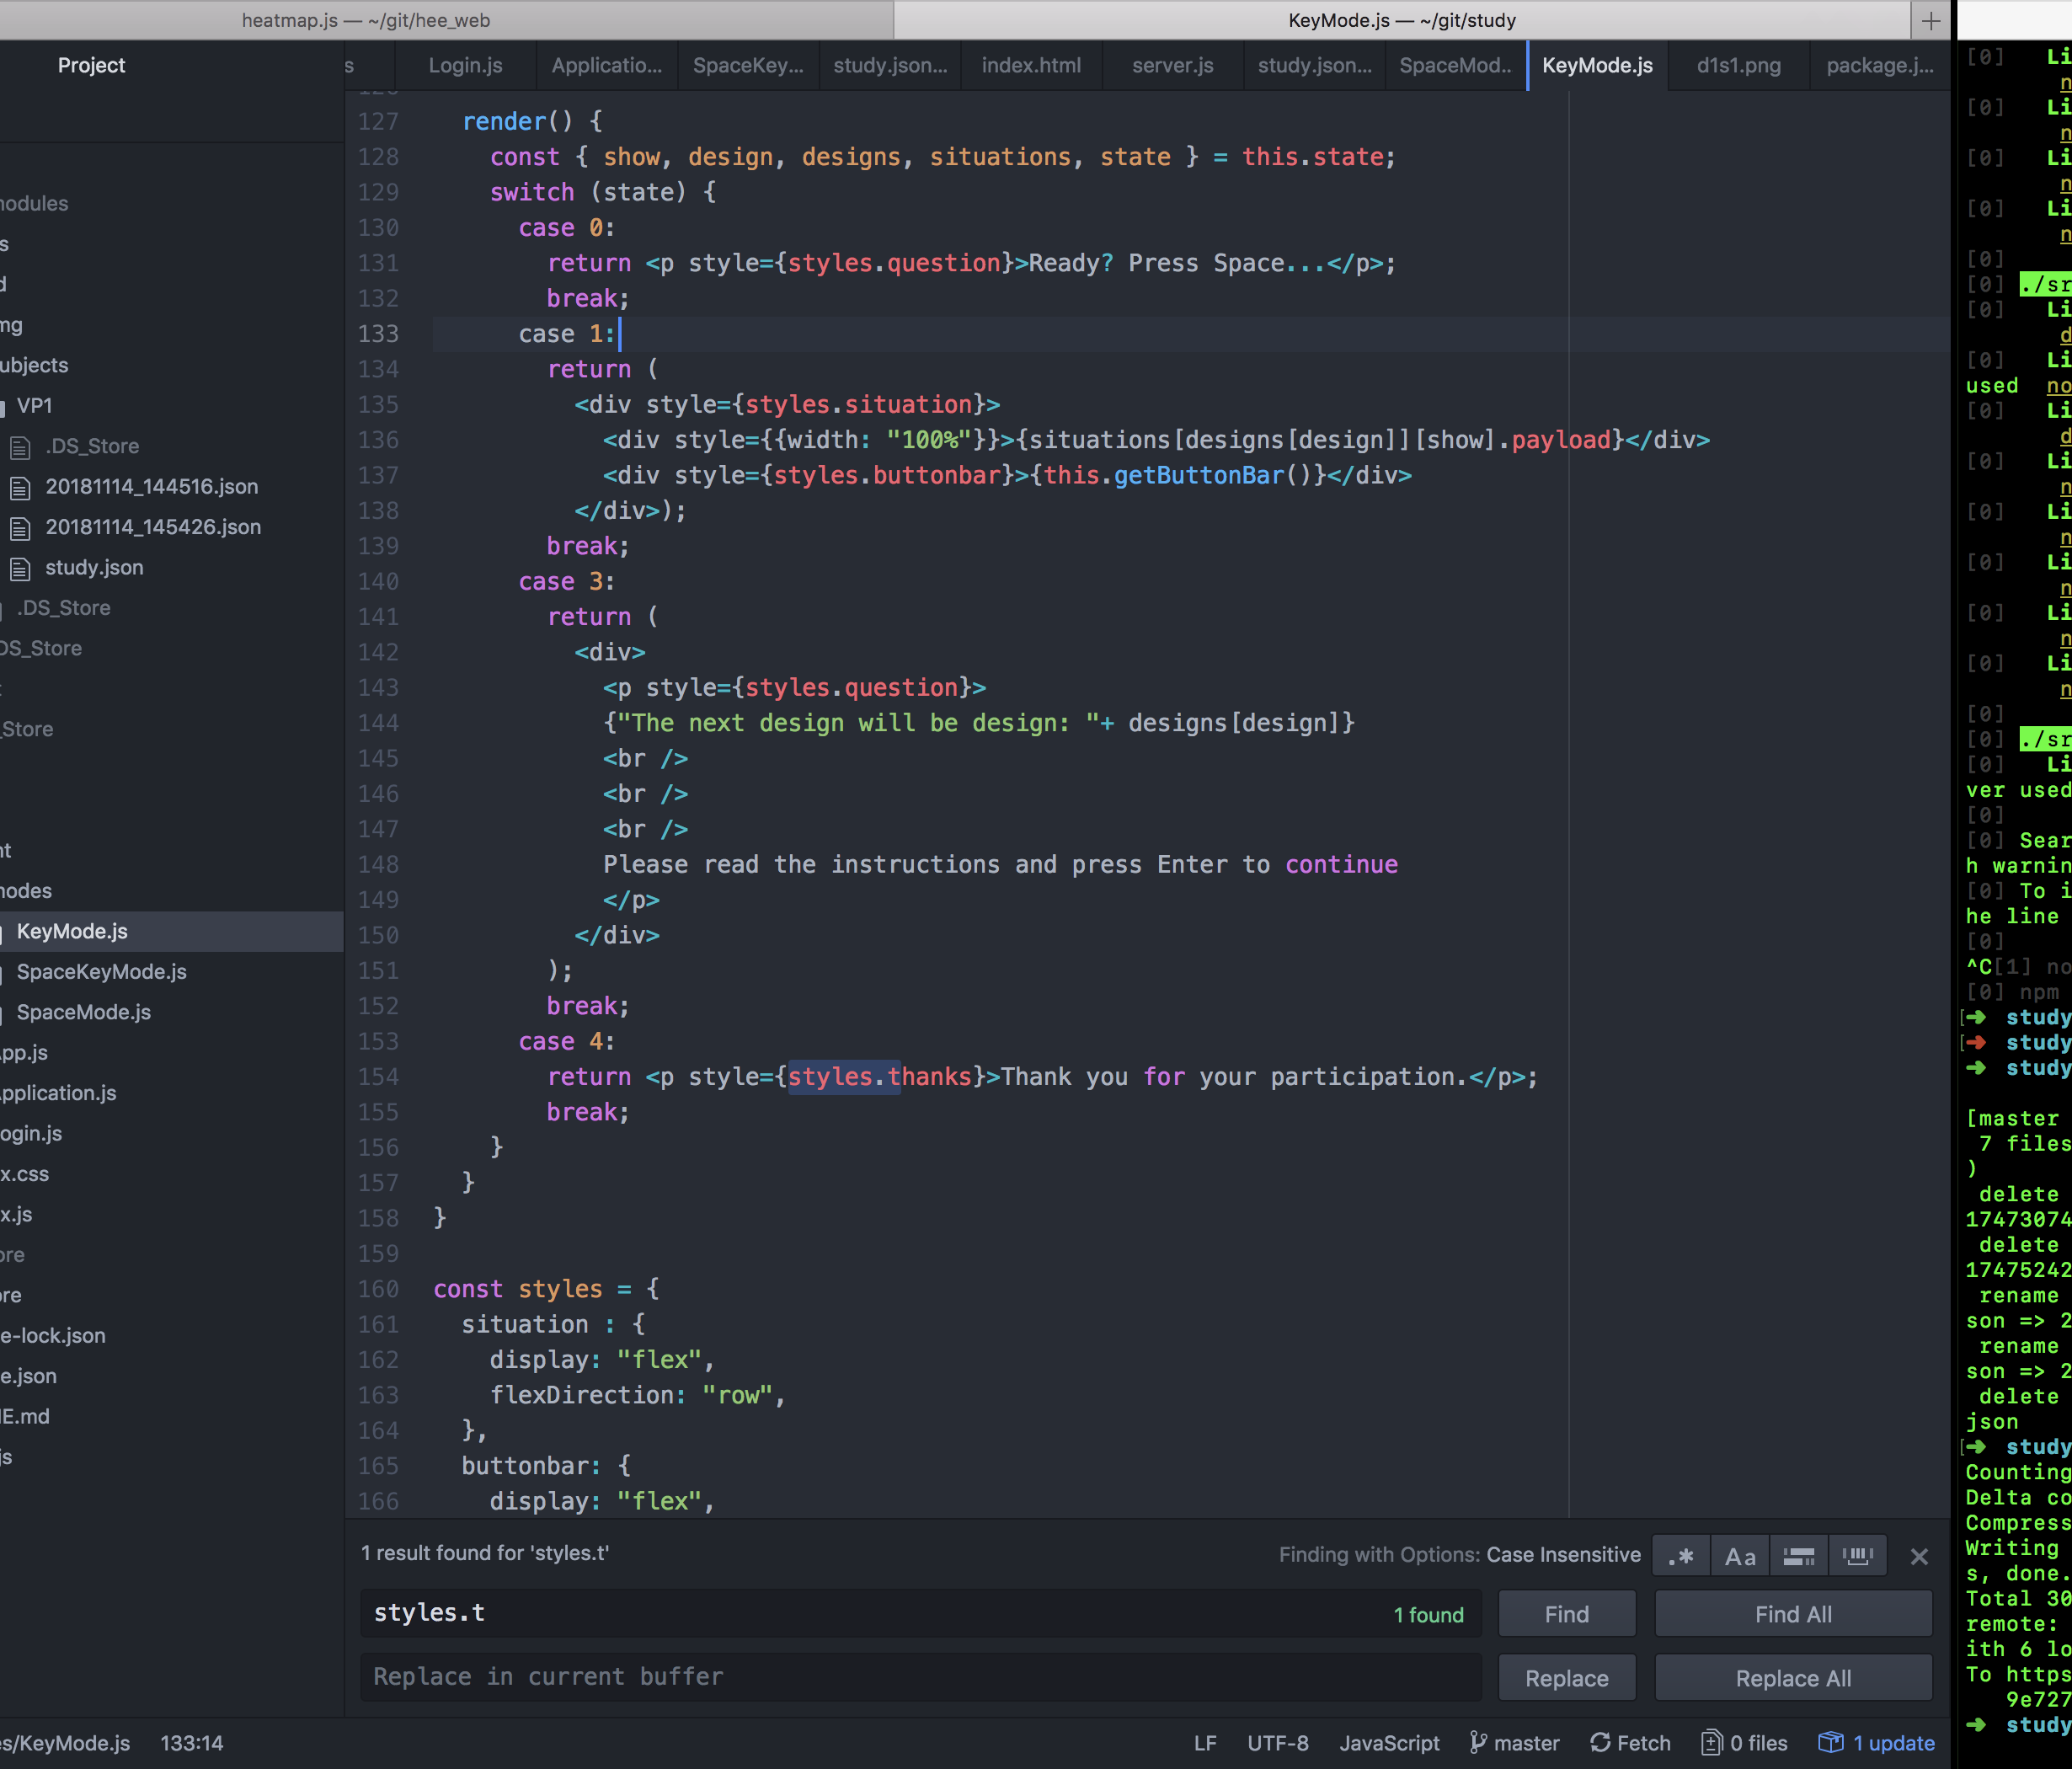 heatmap.js — ~/git/hee_web
KeyMode.js — ~/git/study
Project
s
Login.js
Applicatio...
SpaceKey...
study.json...
index.html
server.js
study.json...
SpaceMod..
KeyMode.js
d1s1.png
package.j...
nodules
s
d
mg
ubjects
VP1
.DS_Store
20181114_144516.json
20181114_145426.json
study.json
.DS_Store
DS_Store
t
_Store
nt
nodes
KeyMode.js
SpaceKeyMode.js
SpaceMode.js
pp.js
pplication.js
ogin.js
x.css
x.js
ore
ore
e-lock.json
e.json
E.md
js
127 render() {
128 const { show, design, designs, situations, state } = this.state;
129 switch (state) {
130 case 0:
131 return <p style={styles.question}>Ready? Press Space...</p>;
132 break;
133 case 1:
134 return (
135 <div style={styles.situation}>
136 <div style={{width: "100%"}}>{situations[designs[design]][show].payload}</div>
137 <div style={styles.buttonbar}>{this.getButtonBar()}</div>
138 </div>);
139 break;
140 case 3:
141 return (
142 <div>
143 <p style={styles.question}>
144 {"The next design will be design: "+ designs[design]}
145 <br />
146 <br />
147 <br />
148 Please read the instructions and press Enter to continue
149 </p>
150 </div>
151 );
152 break;
153 case 4:
154 return <p style={styles.thanks}>Thank you for your participation.</p>;
155 break;
156 }
157 }
158 }
159
160 const styles = {
161 situation : {
162 display: "flex",
163 flexDirection: "row",
164 },
165 buttonbar: {
166 display: "flex",
1 result found for 'styles.t'
Finding with Options: Case Insensitive
.*
Aa
styles.t
1 found
Find
Find All
Replace in current buffer
Replace
Replace All
s/KeyMode.js
133:14
LF
UTF-8
JavaScript
master
Fetch
0 files
1 update
[0] Li
n
[0] Li
n
[0] Li
n
[0] Li
n
[0]
[0] ./sr
[0] Li
d
[0] Li
used no
[0] Li
d
[0] Li
n
[0] Li
n
[0] Li
n
[0] Li
n
[0] Li
n
[0]
[0] ./sr
[0] Li
ver used
[0]
[0] Sear
h warnin
[0] To i
he line
[0]
^C[1] no
[0] npm
[➜ study
[➜ study
➜ study
[master
7 files
)
delete
17473074
delete
17475242
rename
son => 2
rename
son => 2
delete
json
[➜ study
Counting
Delta co
Compress
Writing
s, done.
Total 30
remote:
ith 6 lo
To https
9e727
➜ study